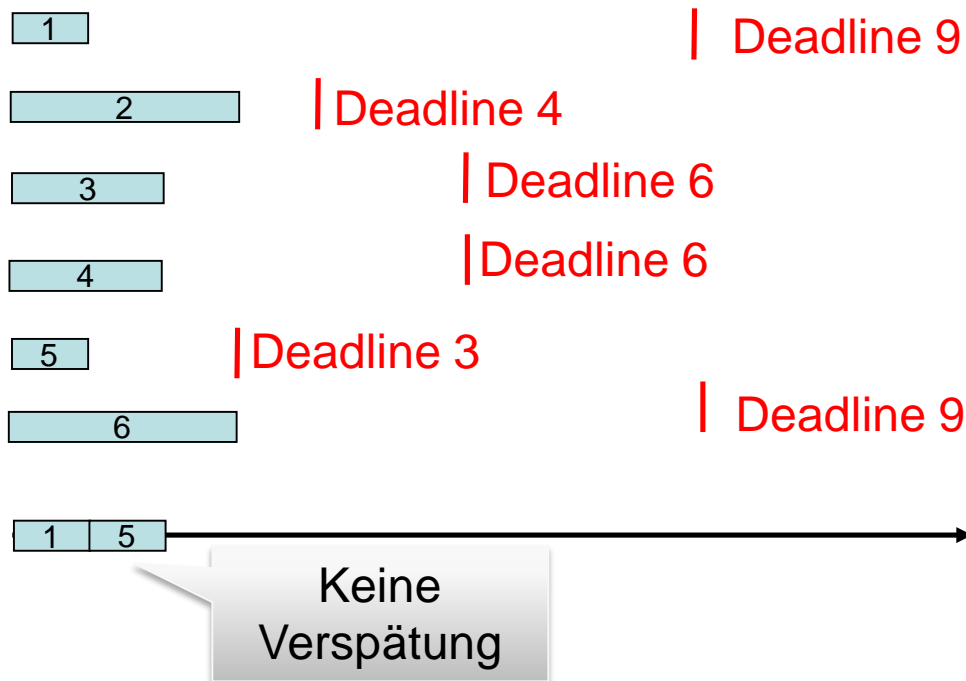 1
Deadline 9
2
Deadline 4
3
Deadline 6
4
Deadline 6
5
Deadline 3
6
Deadline 9
1 5
Keine
Verspätung